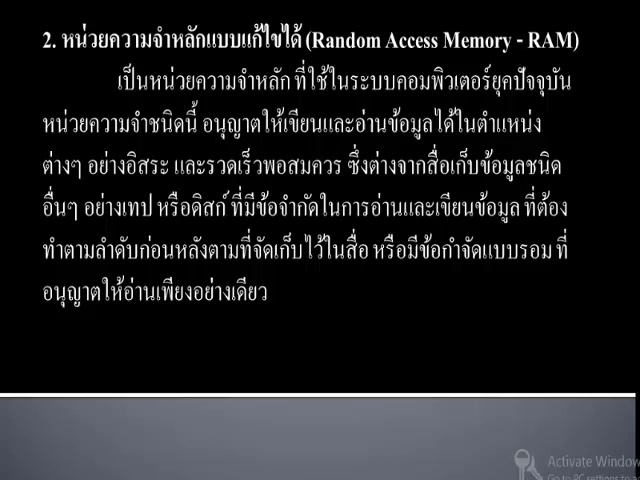 2. หน่วยความจำหลักแบบแก้ไขได้ (Random Access Memory - RAM)
เป็นหน่วยความจำหลัก ที่ใช้ในระบบคอมพิวเตอร์ยุคปัจจุบัน
หน่วยความจำชนิดนี้ อนุญาตให้เขียนและอ่านข้อมูลได้ในตำแหน่ง
ต่างๆ อย่างอิสระ และรวดเร็วพอสมควร ซึ่งต่างจากสื่อเก็บข้อมูลชนิด
อื่นๆ อย่างเทป หรือดิสก์ ที่มีข้อจำกัดในการอ่านและเขียนข้อมูล ที่ต้อง
ทำตามลำดับก่อนหลังตามที่จัดเก็บไว้ในสื่อ หรือมีข้อกำจัดแบบรอม ที่
อนุญาตให้อ่านเพียงอย่างเดียว
Activate Window
Go to PC settings to a